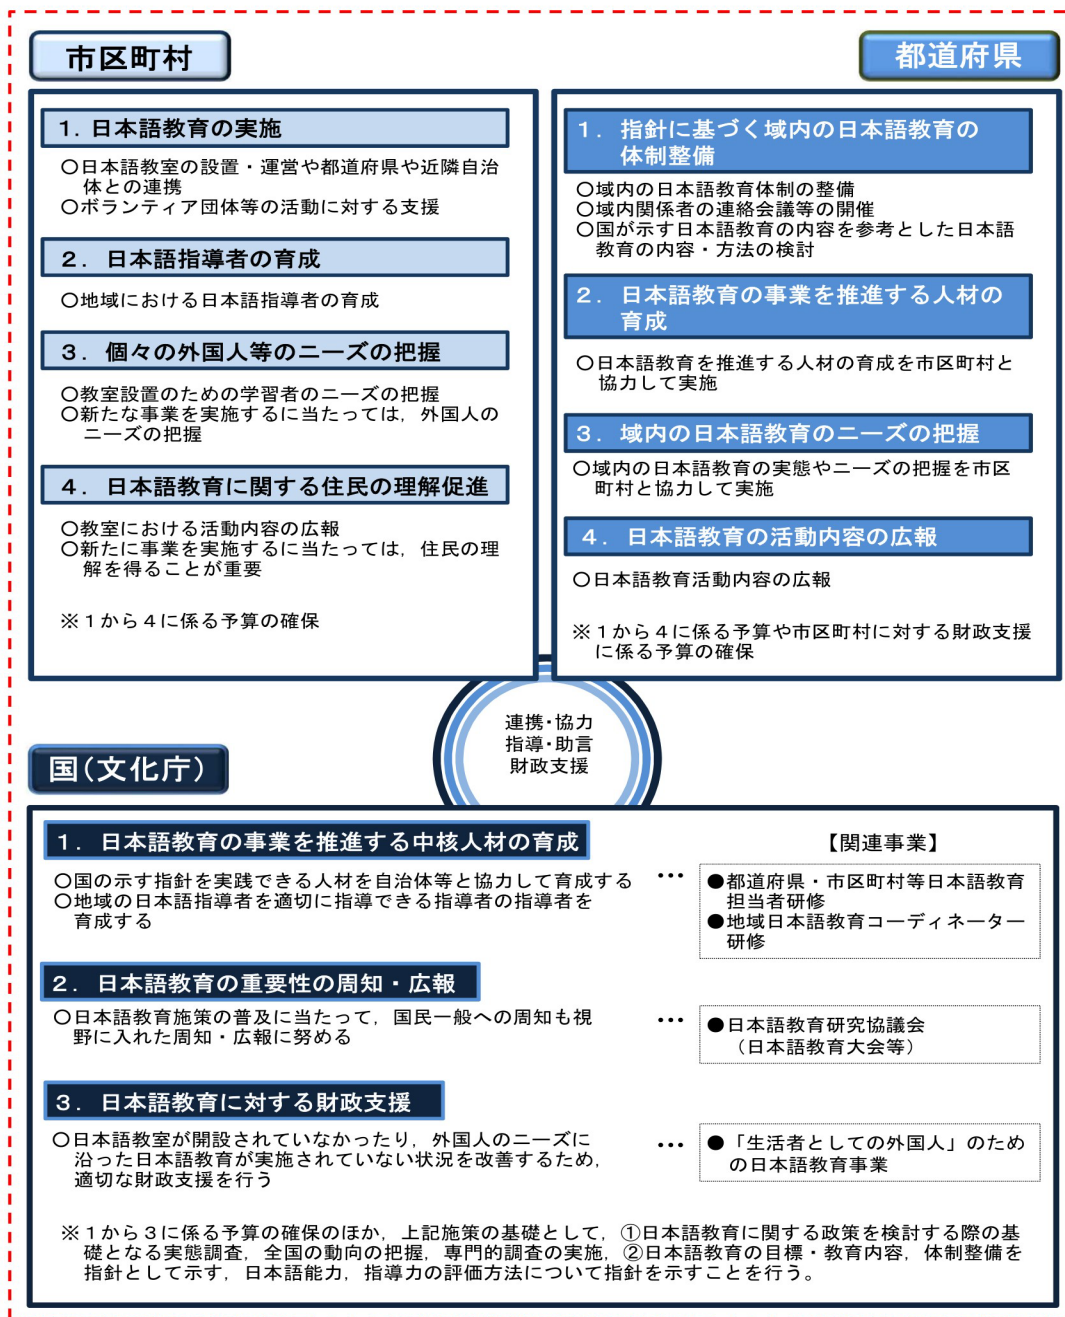 市区町村
1. 日本語教育の実施
〇日本語教室の設置・運営や都道府県や近隣自治
体との連携
〇ボランティア団体等の活動に対する支援
２．日本語指導者の育成
〇地域における日本語指導者の育成
３．個々の外国人等のニーズの把握
〇教室設置のための学習者のニーズの把握
〇新たな事業を実施するに当たっては，外国人の
ニーズの把握
４．日本語教育に関する住民の理解促進
〇教室における活動内容の広報
〇新たに事業を実施するに当たっては，住民の理
解を得ることが重要
※１から４に係る予算の確保
都道府県
１．指針に基づく域内の日本語教育の
体制整備
〇域内の日本語教育体制の整備
〇域内関係者の連絡会議等の開催
〇国が示す日本語教育の内容を参考とした日本語
教育の内容・方法の検討
２．日本語教育の事業を推進する人材の
育成
〇日本語教育を推進する人材の育成を市区町村と
協力して実施
３．域内の日本語教育のニーズの把握
〇域内の日本語教育の実態やニーズの把握を市区
町村と協力して実施
４．日本語教育の活動内容の広報
〇日本語教育活動内容の広報
※１から４に係る予算や市区町村に対する財政支援
に係る予算の確保
連携・協力
指導・助言
財政支援
国（文化庁）
１．日本語教育の事業を推進する中核人材の育成
〇国の示す指針を実践できる人材を自治体等と協力して育成する
〇地域の日本語指導者を適切に指導できる指導者の指導者を
育成する
…
【関連事業】
●都道府県・市区町村等日本語教育
担当者研修
●地域日本語教育コーディネーター
研修
２．日本語教育の重要性の周知・広報
〇日本語教育施策の普及に当たって，国民一般への周知も視
野に入れた周知・広報に努める
…
●日本語教育研究協議会
（日本語教育大会等）
３．日本語教育に対する財政支援
〇日本語教室が開設されていなかったり，外国人のニーズに
沿った日本語教育が実施されていない状況を改善するため，
適切な財政支援を行う
…
●「生活者としての外国人」のため
の日本語教育事業
※１から３に係る予算の確保のほか，上記施策の基礎として，①日本語教育に関する政策を検討する際の基
礎となる実態調査，全国の動向の把握，専門的調査の実施，②日本語教育の目標・教育内容，体制整備を
指針として示す，日本語能力，指導力の評価方法について指針を示すことを行う。